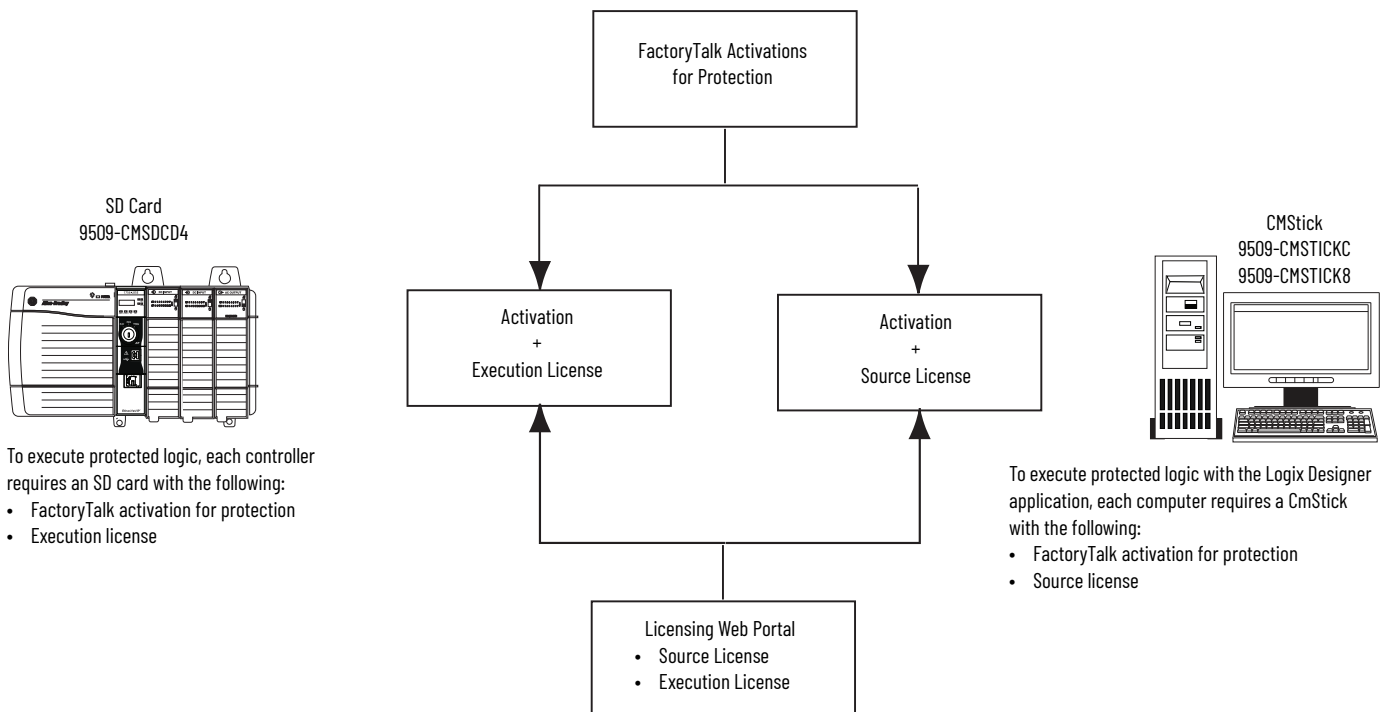 FactoryTalk Activations
for Protection
SD Card
9509-CMSDCD4
CMStick
9509-CMSTICKC
9509-CMSTICK8
Allen-Bradley
Activation
+
Execution License
Activation
+
Source License
To execute protected logic, each controller
requires an SD card with the following:
• FactoryTalk activation for protection
• Execution license
To execute protected logic with the Logix Designer
application, each computer requires a CmStick
with the following:
• FactoryTalk activation for protection
• Source license
Licensing Web Portal
• Source License
• Execution License